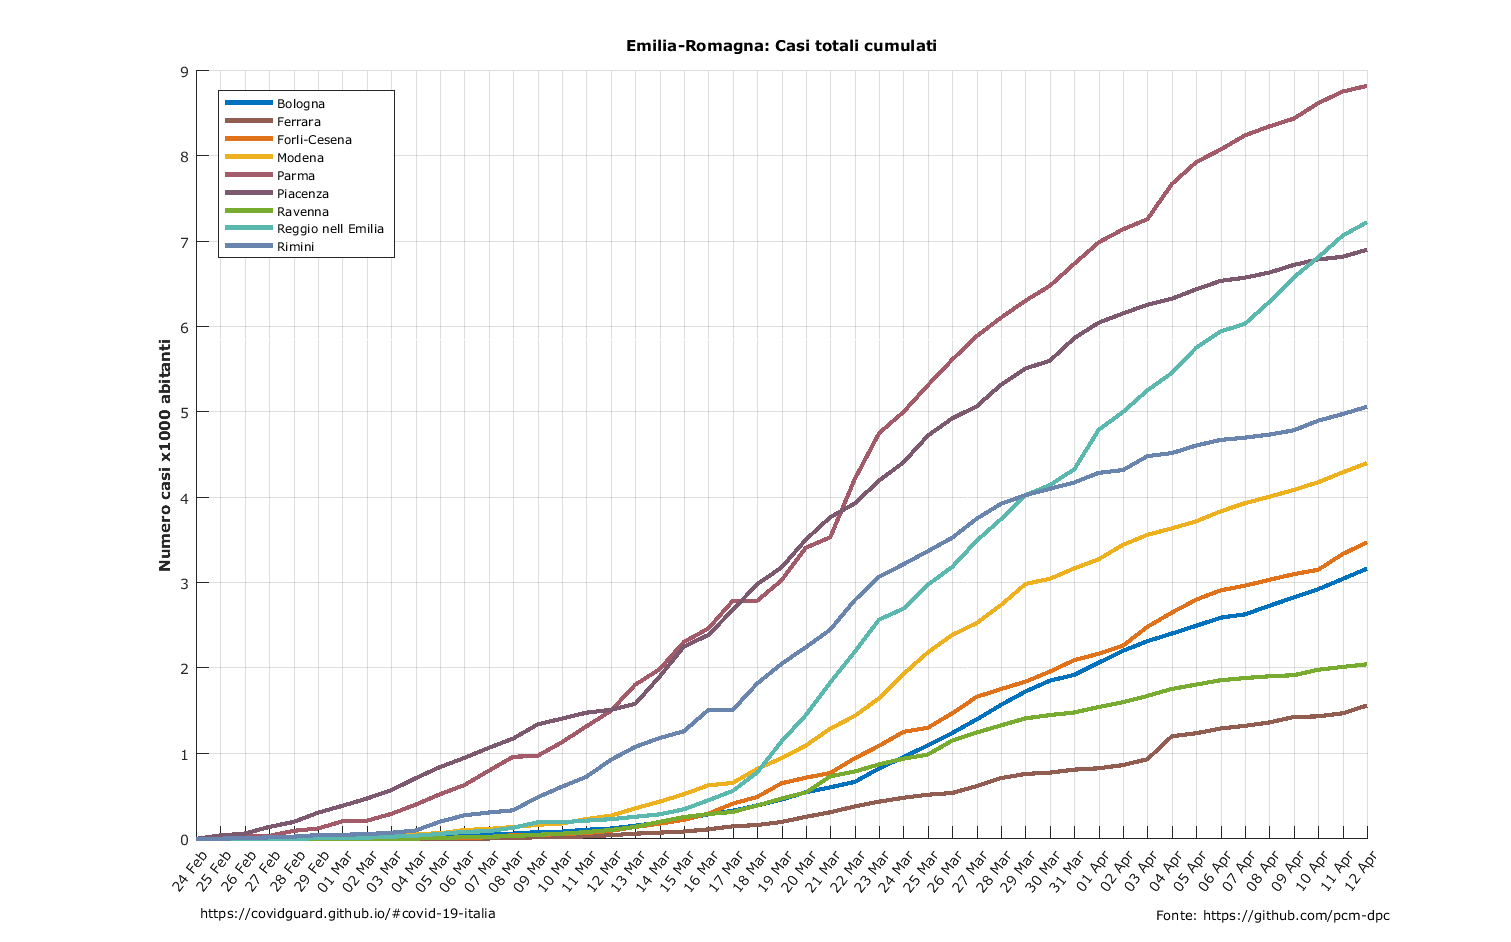 Emilia-Romagna: Casi totali cumulati
Numero casi x1000 abitanti
9
8
7
6
5
4
3
2
1
0
Bologna
Ferrara
Forli-Cesena
Modena
Parma
Piacenza
Ravenna
Reggio nell Emilia
Rimini
24 Feb
25 Feb
26 Feb
27 Feb
28 Feb
29 Feb
01 Mar
02 Mar
03 Mar
04 Mar
05 Mar
06 Mar
07 Mar
08 Mar
09 Mar
10 Mar
11 Mar
12 Mar
13 Mar
14 Mar
15 Mar
16 Mar
17 Mar
18 Mar
19 Mar
20 Mar
21 Mar
22 Mar
23 Mar
24 Mar
25 Mar
26 Mar
27 Mar
28 Mar
29 Mar
30 Mar
31 Mar
01 Apr
02 Apr
03 Apr
04 Apr
05 Apr
06 Apr
07 Apr
08 Apr
09 Apr
10 Apr
11 Apr
12 Apr
https://covidguard.github.io/#covid-19-italia
Fonte: https://github.com/pcm-dpc